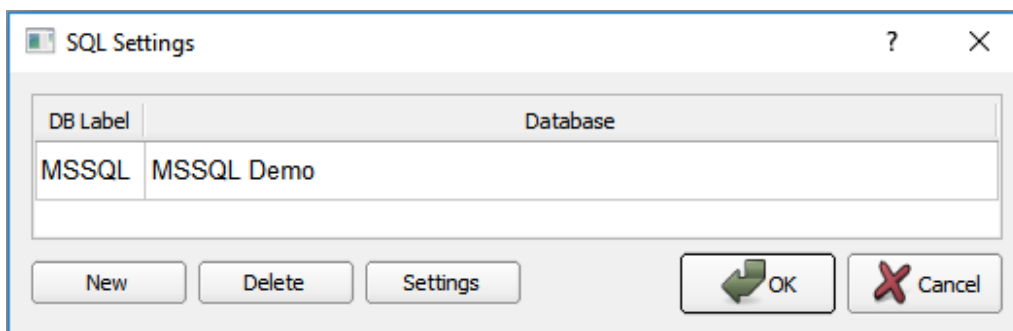 SQL Settings ?
DB Label Database
MSSQL MSSQL Demo
New Delete Settings OK Cancel